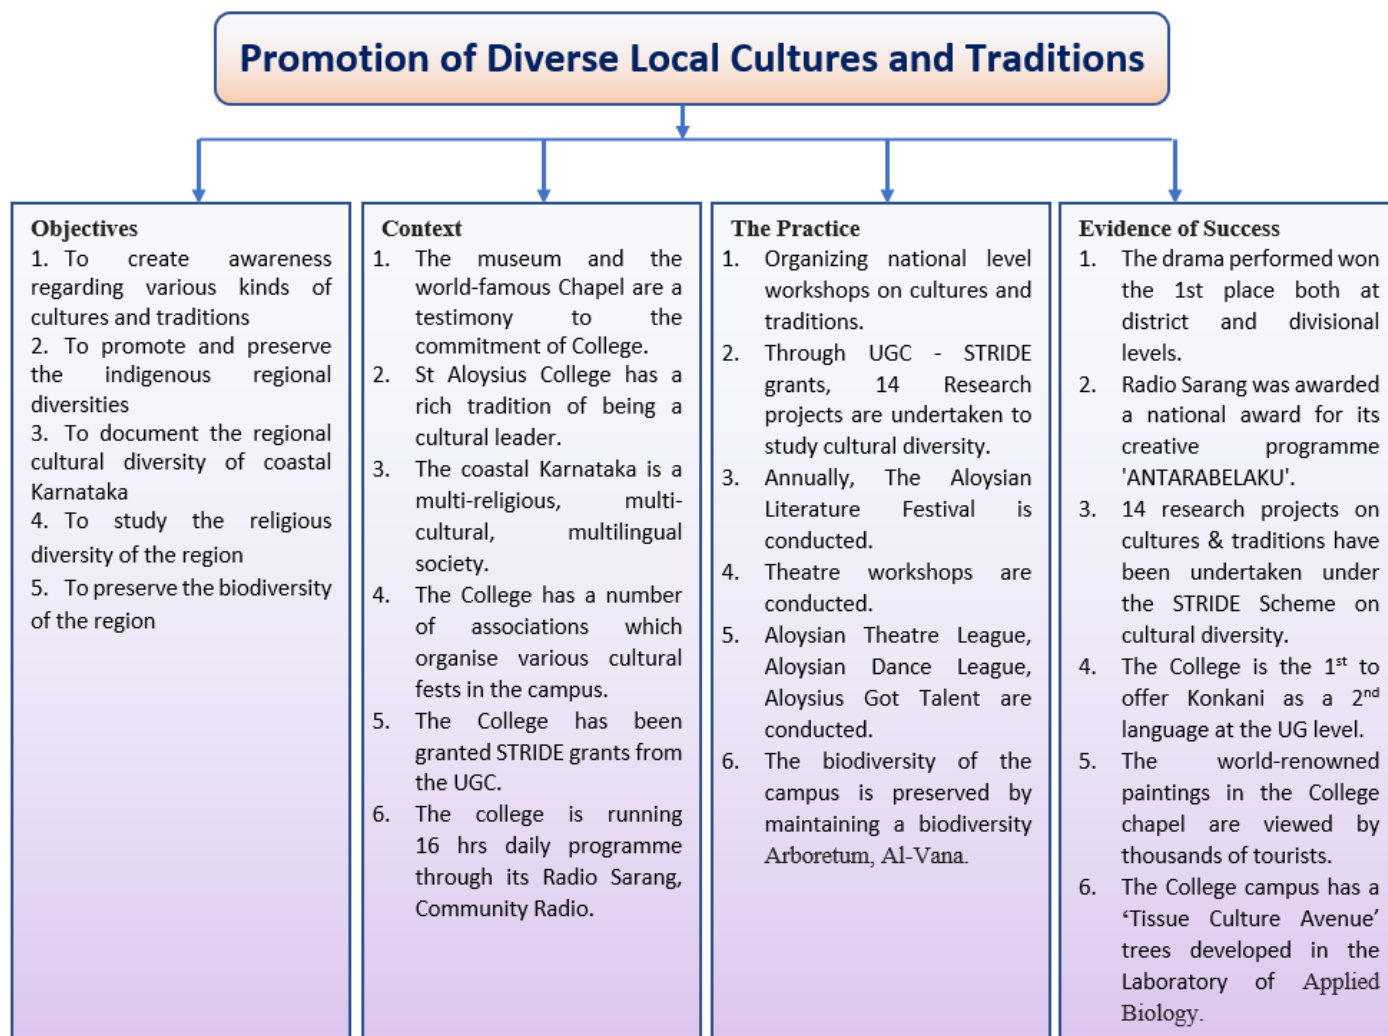 Promotion of Diverse Local Cultures and Traditions
Objectives
1. To create awareness
regarding various kinds of
cultures and traditions
2. To promote and preserve
the indigenous regional
diversities
3. To document the regional
cultural diversity of coastal
Karnataka
4. To study the religious
diversity of the region
5. To preserve the biodiversity
of the region
Context
1. The museum and the
world-famous Chapel are a
testimony to the
commitment of College.
2. St Aloysius College has a
rich tradition of being a
cultural leader.
3. The coastal Karnataka is a
multi-religious, multi-
cultural, multilingual
society.
4. The College has a number
of associations which
organise various cultural
fests in the campus.
5. The College has been
granted STRIDE grants from
the UGC.
6. The college is running
16 hrs daily programme
through its Radio Sarang,
Community Radio.
The Practice
1. Organizing national level
workshops on cultures and
traditions.
2. Through UGC - STRIDE
grants, 14 Research
projects are undertaken to
study cultural diversity.
3. Annually, The Aloysian
Literature Festival is
conducted.
4. Theatre workshops are
conducted.
5. Aloysian Theatre League,
Aloysian Dance League,
Aloysius Got Talent are
conducted.
6. The biodiversity of the
campus is preserved by
maintaining a biodiversity
Arboretum, Al-Vana.
Evidence of Success
1. The drama performed won
the 1st place both at
district and divisional
levels.
2. Radio Sarang was awarded
a national award for its
creative programme
'ANTARABELAKU'.
3. 14 research projects on
cultures & traditions have
been undertaken under
the STRIDE Scheme on
cultural diversity.
4. The College is the 1st to
offer Konkani as a 2nd
language at the UG level.
5. The world-renowned
paintings in the College
chapel are viewed by
thousands of tourists.
6. The College campus has a
‘Tissue Culture Avenue’
trees developed in the
Laboratory of Applied
Biology.